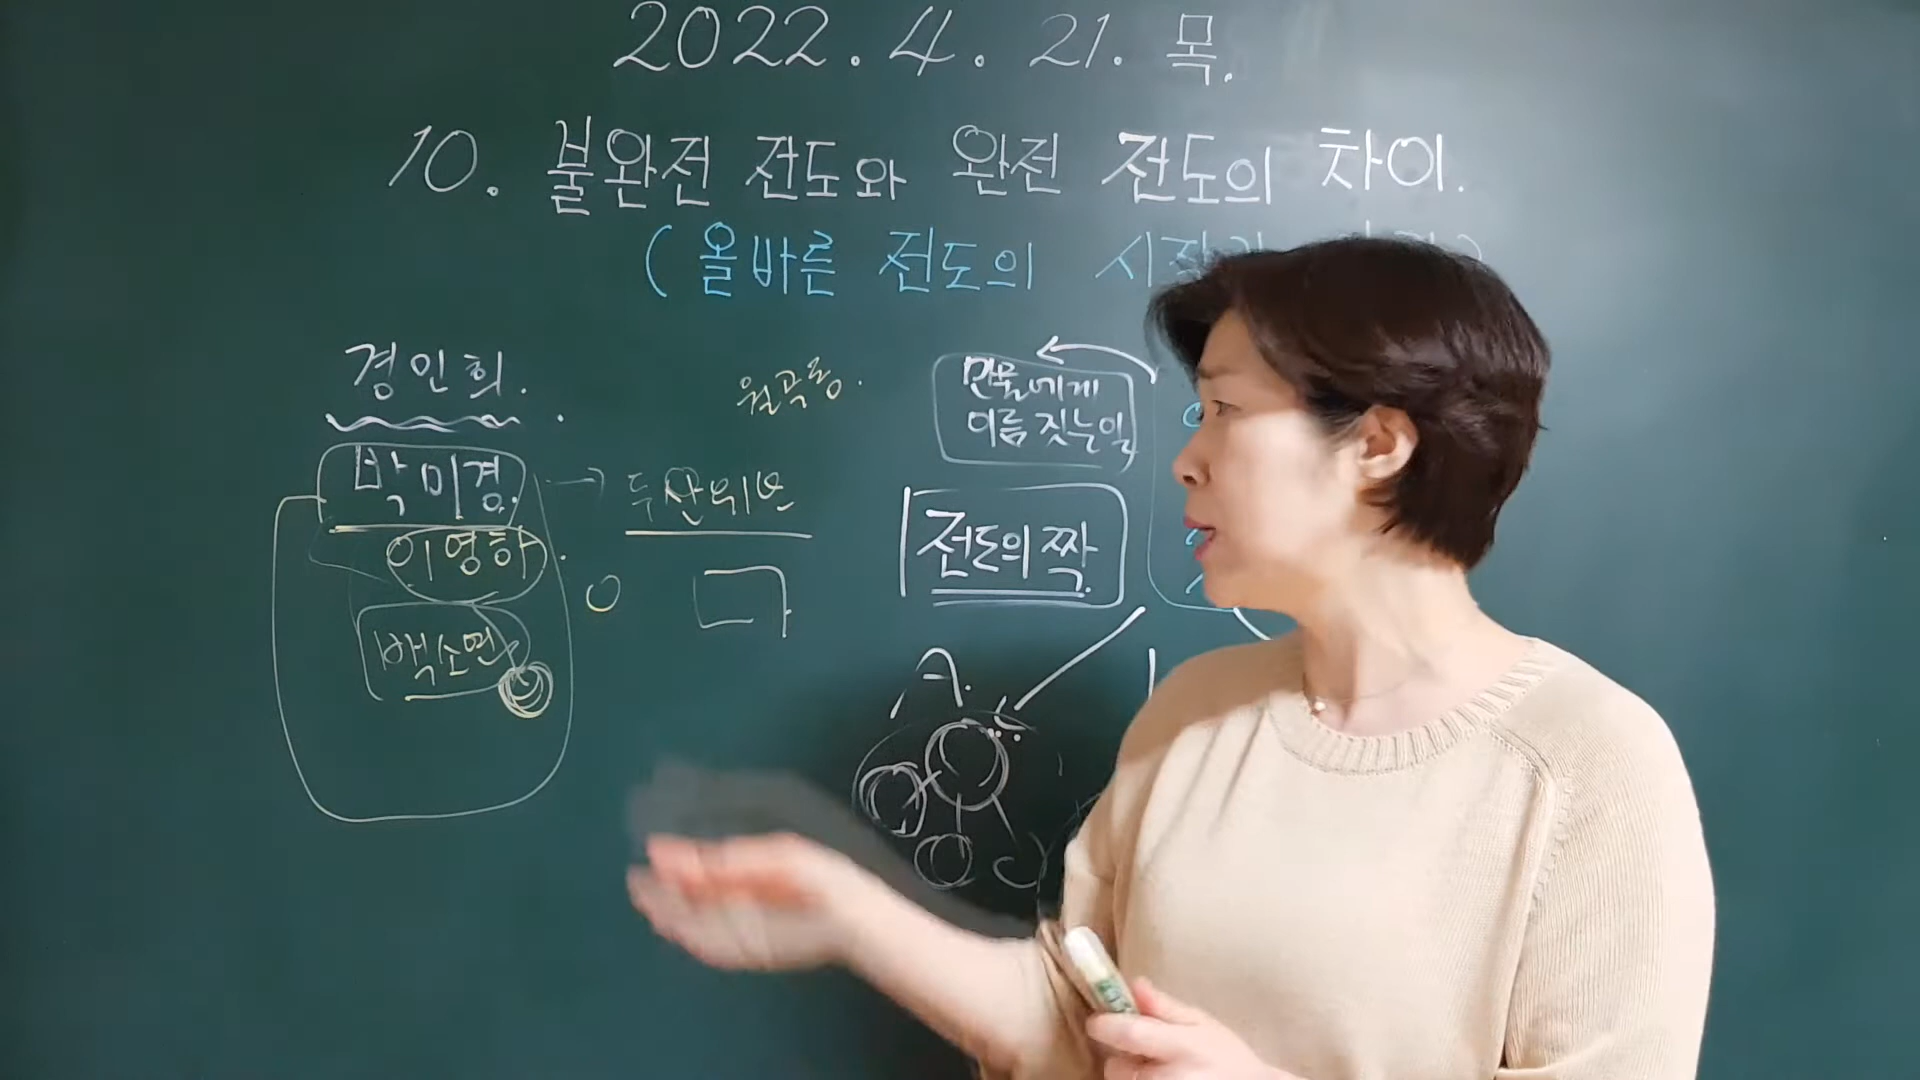 2022. 4. 21. 목.
10. 불완전 전도와 완전 전도의 차이.
(올바른 전도의
경인회.
원곡동.
만물에게
이름 짓는일
박미경.
두산위브
이영하.
전도의 짝.
백소연
A.